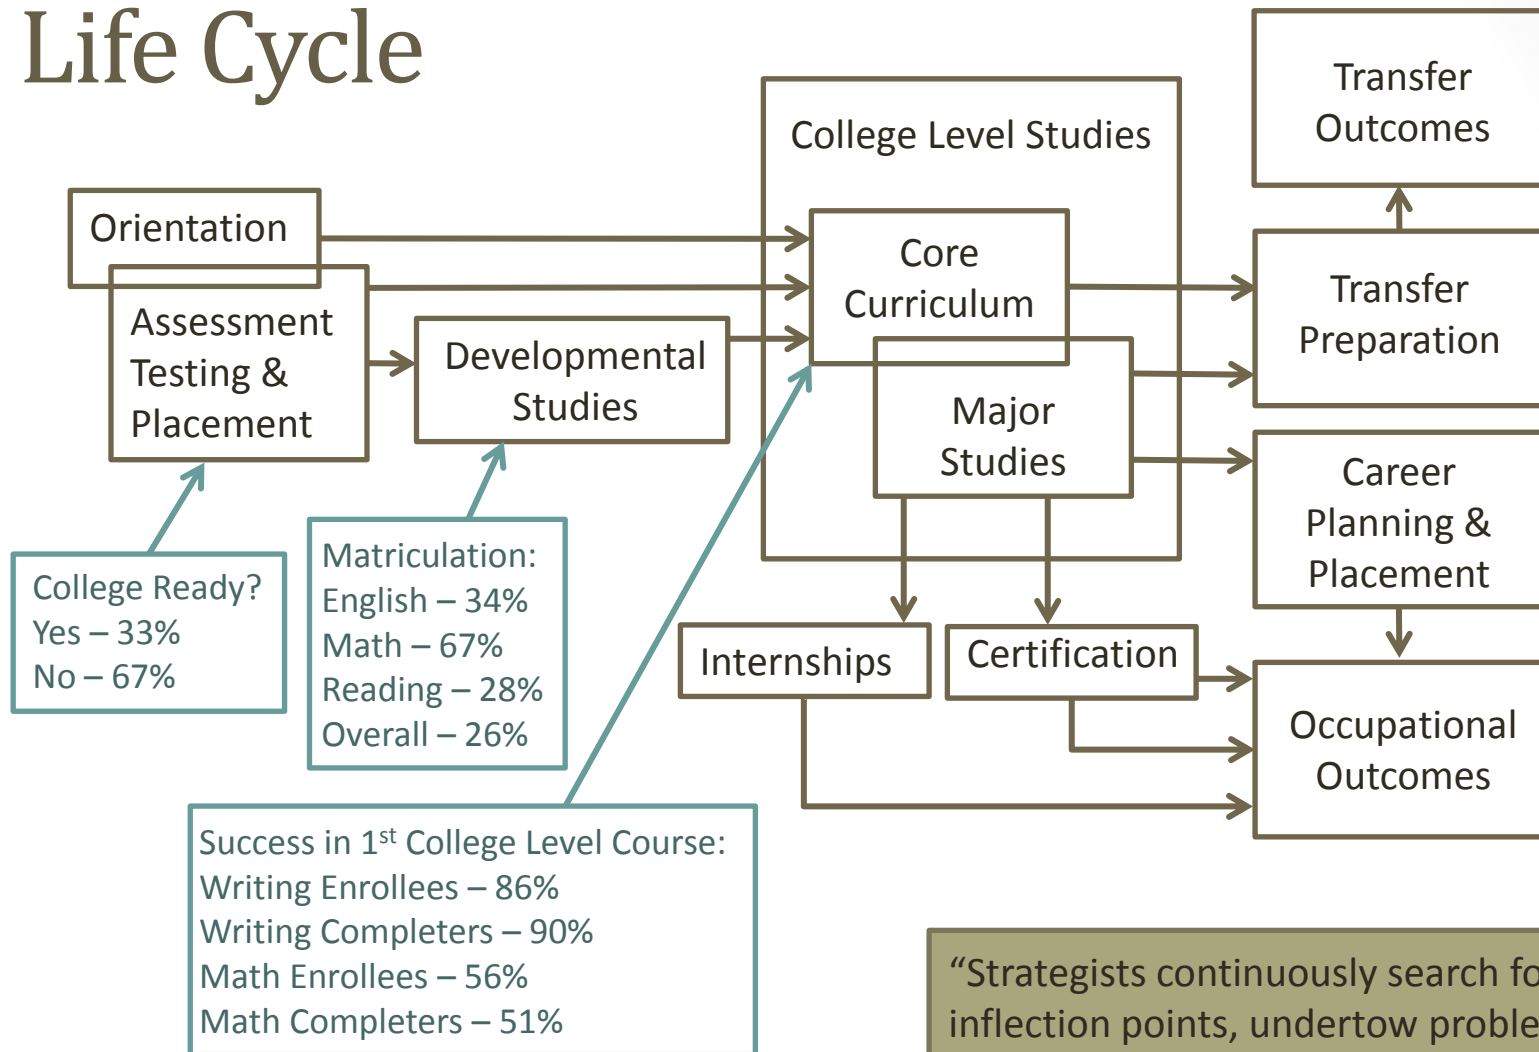 Life Cycle
Orientation
Assessment
Testing &
Placement
Developmental
Studies
College Level Studies
Core
Curriculum
Major
Studies
Transfer
Outcomes
Transfer
Preparation
Career
Planning &
Placement
Internships
Certification
Occupational
Outcomes
College Ready?
Yes – 33%
No – 67%
Matriculation:
English – 34%
Math – 67%
Reading – 28%
Overall – 26%
Success in 1st College Level Course:
Writing Enrollees – 86%
Writing Completers – 90%
Math Enrollees – 56%
Math Completers – 51%
“Strategists continuously search
inflection points, undertow